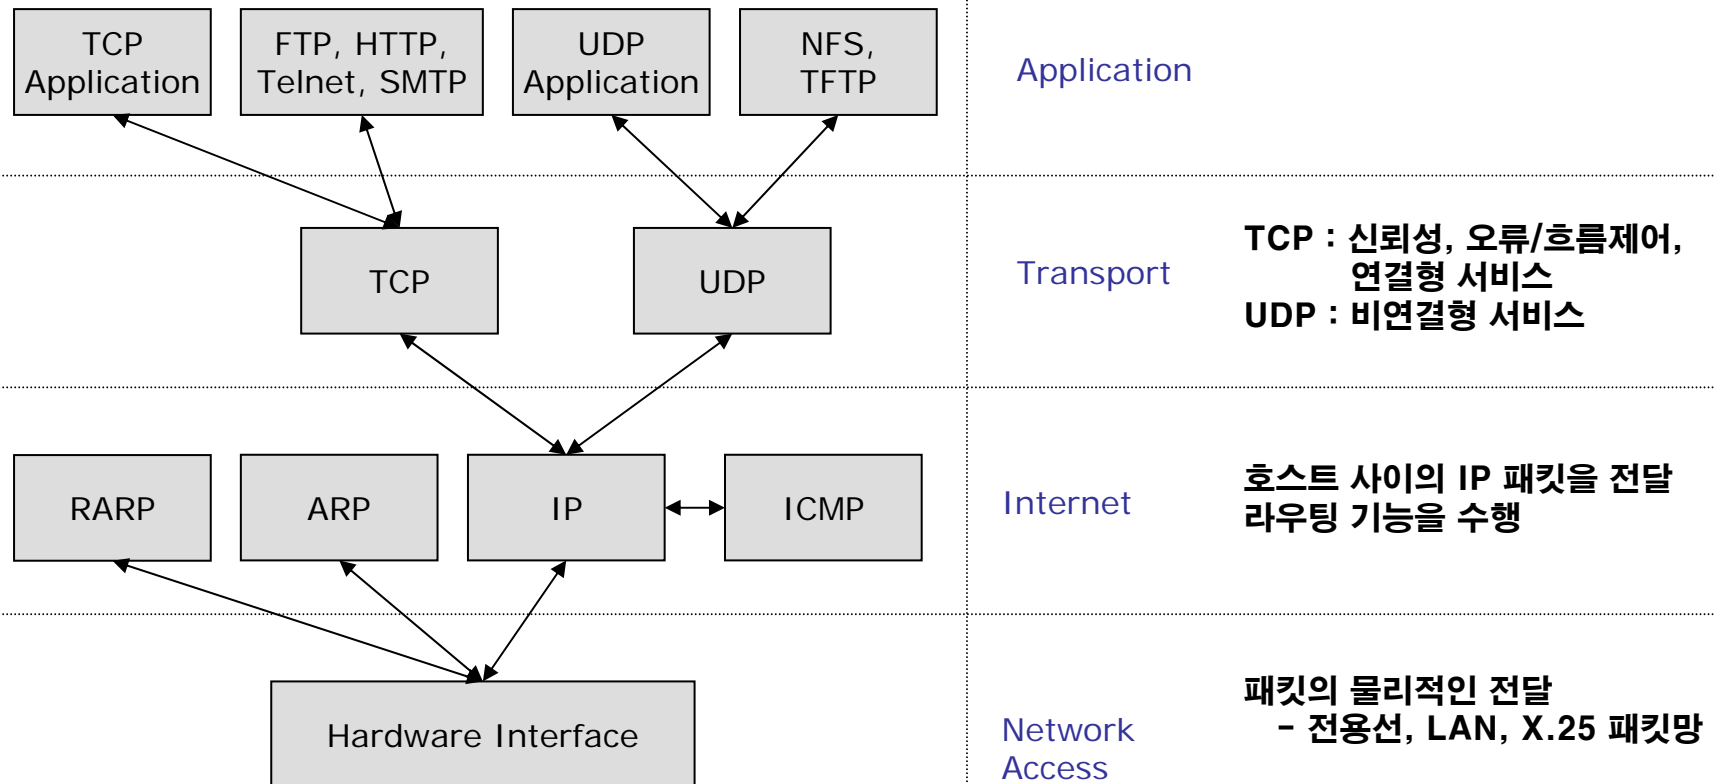 TCP
Application
FTP, HTTP,
Telnet, SMTP
UDP
Application
NFS,
TFTP
Application
TCP
UDP
Transport
TCP : 신뢰성, 오류/흐름제어,
연결형 서비스
UDP : 비연결형 서비스
RARP
ARP
IP
ICMP
Internet
호스트 사이의 IP 패킷을 전달
라우팅 기능을 수행
Hardware Interface
Network
Access
패킷의 물리적인 전달
- 전용선, LAN, X.25 패킷망